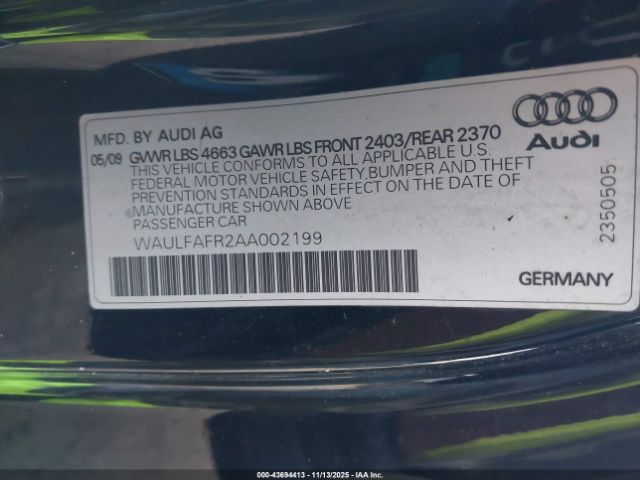 MFD. BY AUDI AG
05/09 GVWR LBS 4663 GAWR LBS FRONT 2403/REAR 2370
THIS VEHICLE CONFORMS TO ALL APPLICABLE U.S.
FEDERAL MOTOR VEHICLE SAFETY,BUMPER AND THEFT
PREVENTION STANDARDS IN EFFECT ON THE DATE OF
MANUFACTURE SHOWN ABOVE
PASSENGER CAR
WAULFAFR2AA002199
Audi
2350505
GERMANY
000-43694413 - 11/13/2025 - IAA Inc.